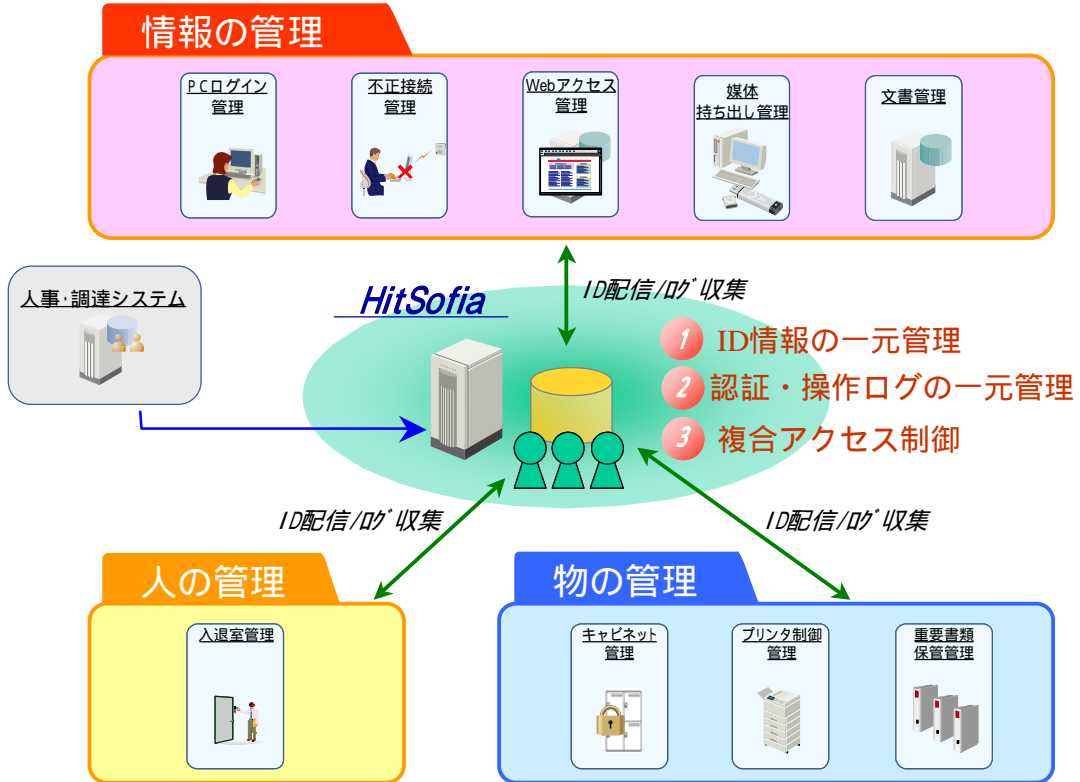 情報の管理
PCログイン
管理
不正接続
管理
Webアクセス
管理
媒体
持ち出し管理
文書管理
人事･調達システム
HitSofia
ID配信/ﾛｸﾞ収集
1 ID情報の一元管理
2 認証・操作ログの一元管理
3 複合アクセス制御
ID配信/ﾛｸﾞ収集
ID配信/ﾛｸﾞ収集
人の管理
入退室管理
物の管理
キャビネット
管理
プリンタ制御
管理
重要書類
保管管理